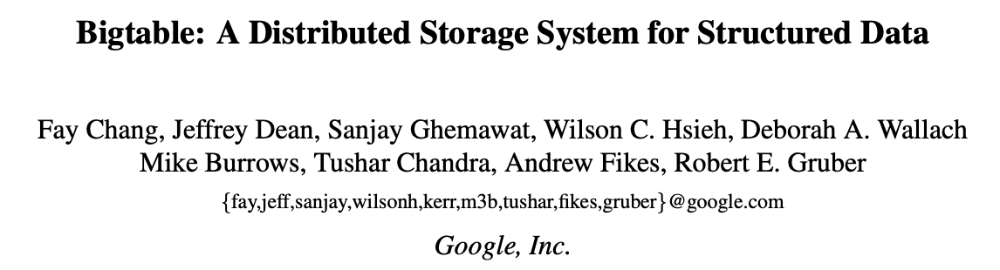 Bigtable: A Distributed Storage System for Structured Data
Fay Chang, Jeffrey Dean, Sanjay Ghemawat, Wilson C. Hsieh, Deborah A. Wallach
Mike Burrows, Tushar Chandra, Andrew Fikes, Robert E. Gruber
{fay,jeff,sanjay,wilsonh,kerr,m3b,tushar,fikes,gruber}@google.com
Google, Inc.